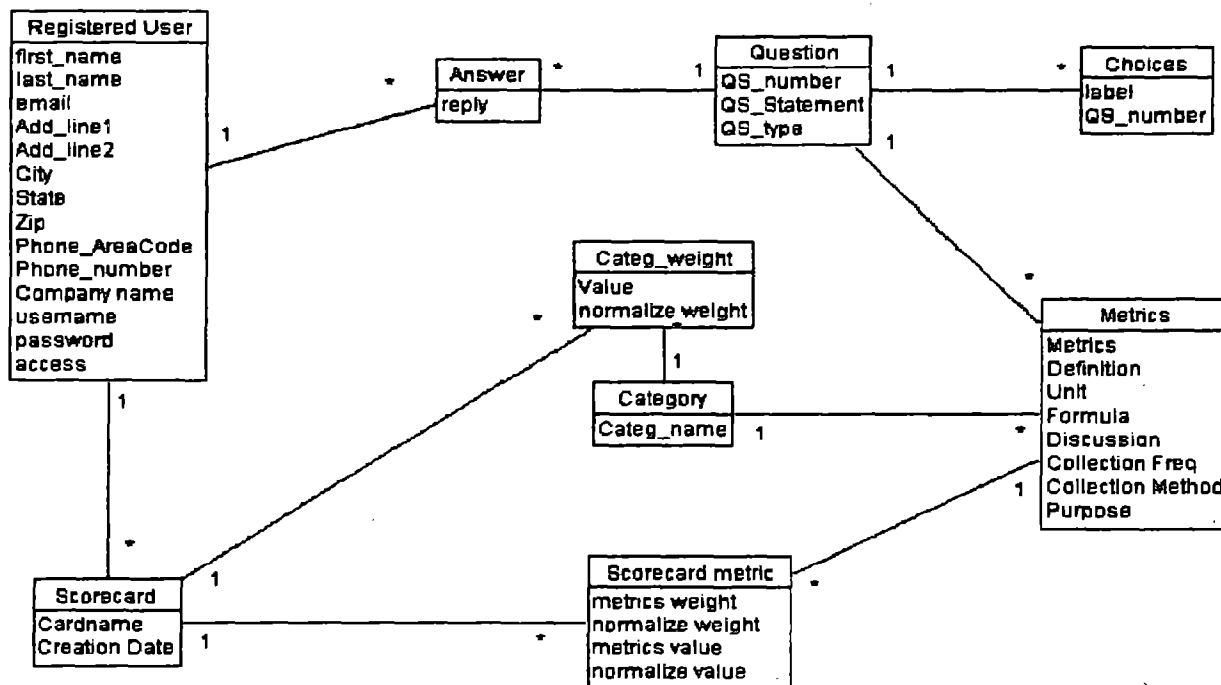 Registered User
first_name
last_name
email
Add_line1
Add_line2
City
State
Zip
Phone_AreaCode
Phone_number
Company name
username
password
access
1
*
Answer
reply
*
1
Question
QS_number
QS_Statement
QS_type
1
*
Choices
label
QS_number
1
*
Categ_weight
Value
normalize weight
*
*
1
Category
Categ_name
1
*
Metrics
Metrics
Definition
Unit
Formula
Discussion
Collection Freq
Collection Method
Purpose
1
1
*
Scorecard
Cardname
Creation Date
1
1
*
Scorecard metric
metrics weight
normalize weight
metrics value
normalize value
*